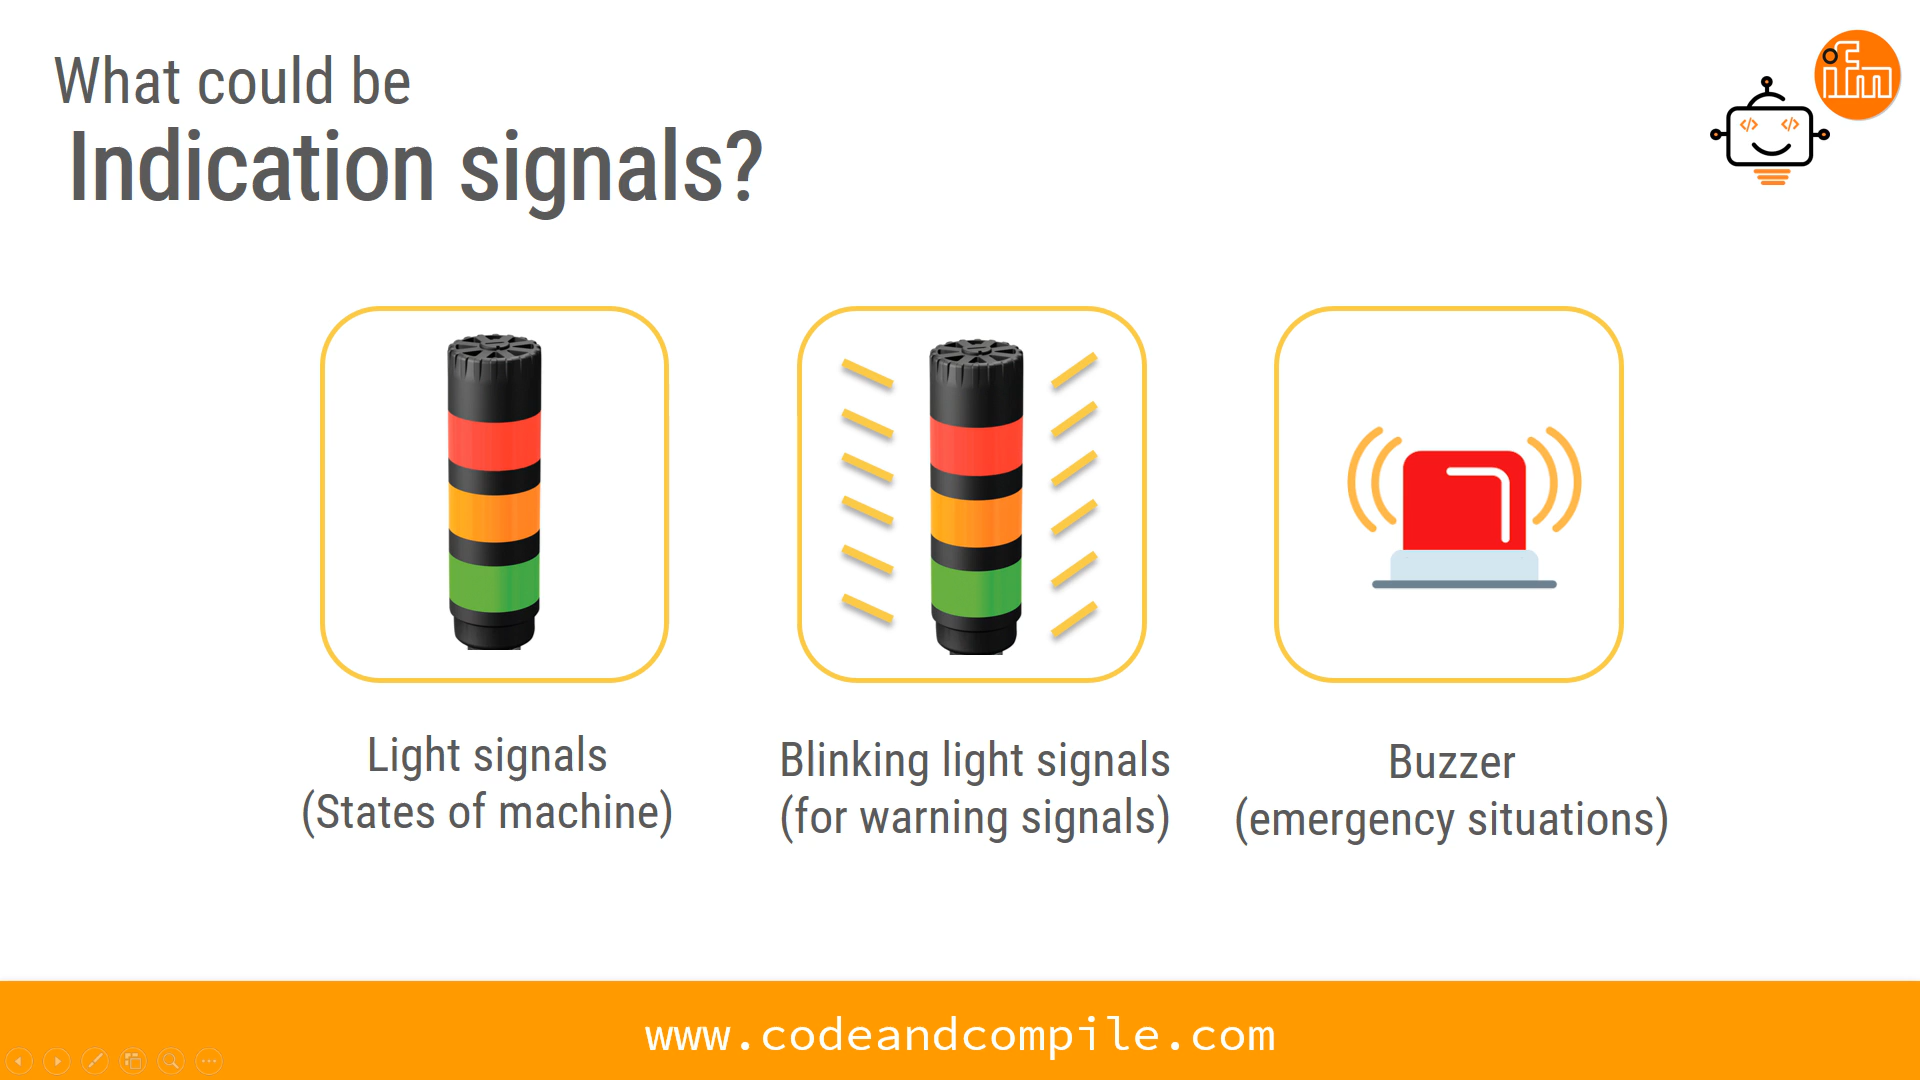 What could be
Indication signals?
ifm
</> </>
Light signals
(States of machine)
Blinking light signals
(for warning signals)
Buzzer
(emergency situations)
www.codeandcompile.com